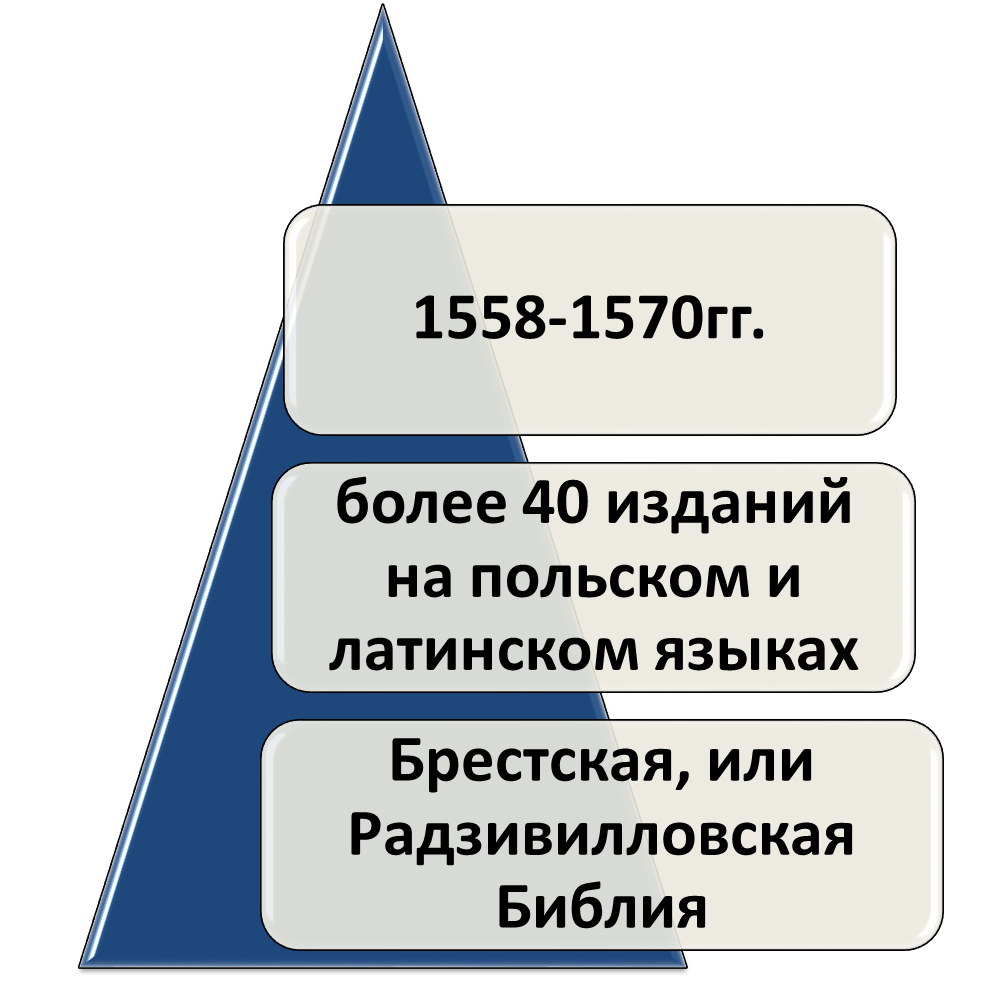 1558-1570гг.
более 40 изданий
на польском и
латинском языках
Брестская, или
Радзивилловская
Библия